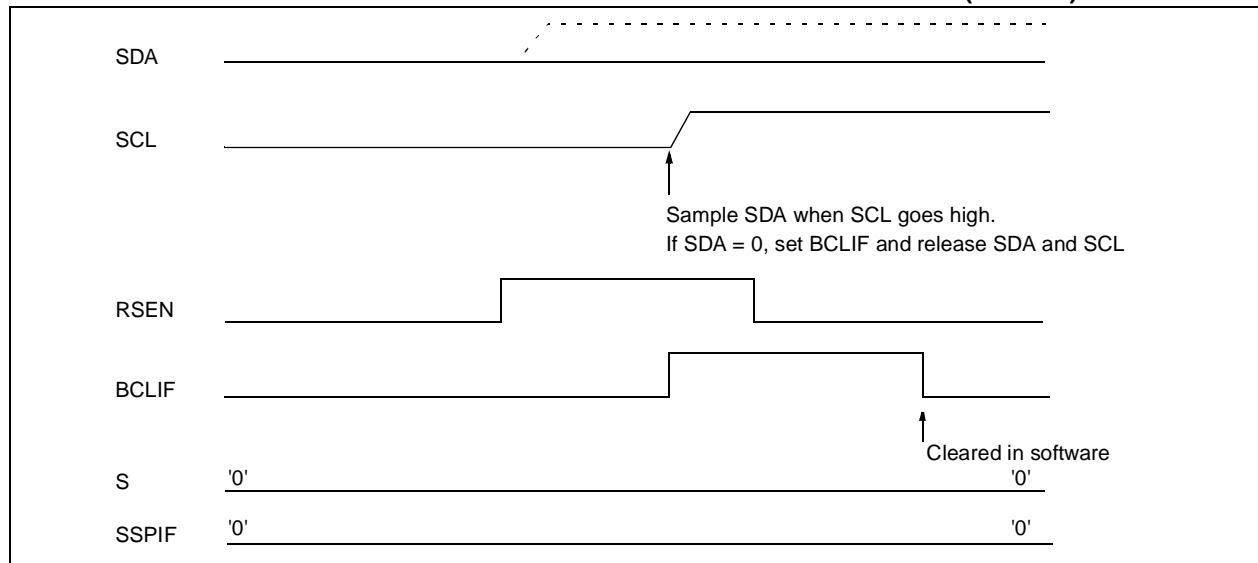 SDA
SCL
Sample SDA when SCL goes high.
If SDA = 0, set BCLIF and release SDA and SCL
RSEN
BCLIF
Cleared in software
S '0' '0'
SSPIF '0' '0'